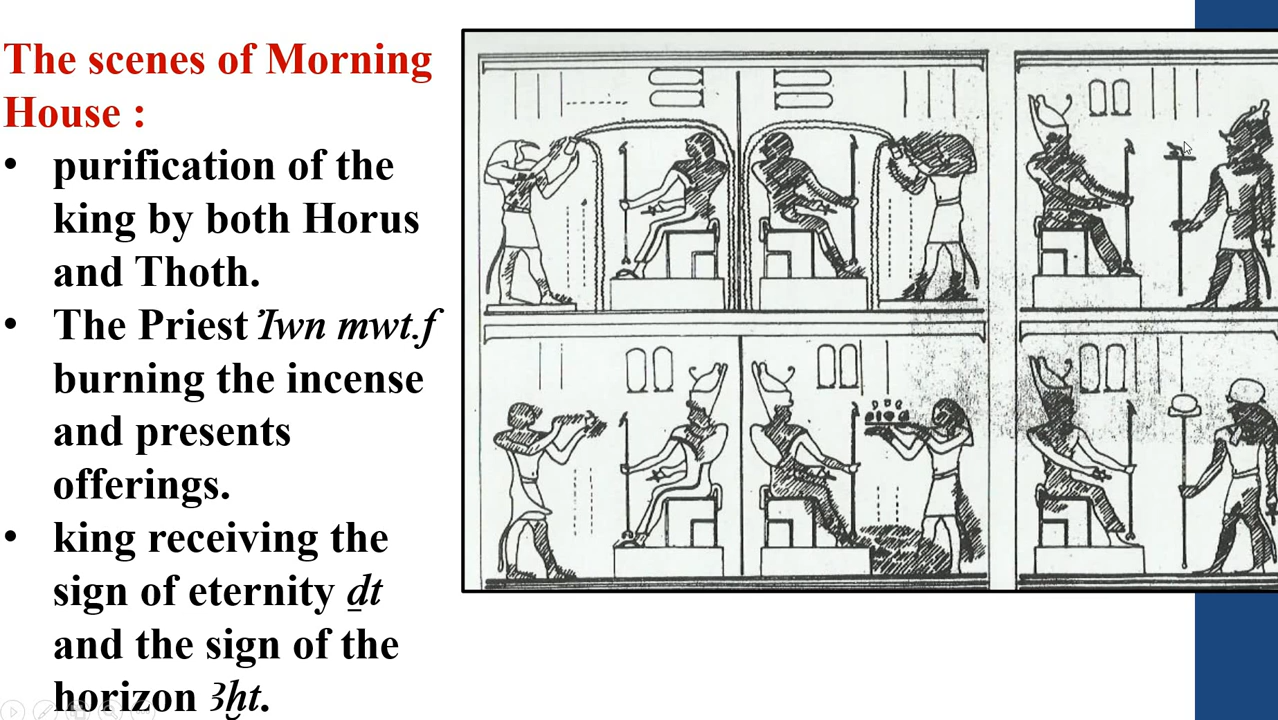 The scenes of Morning
House :
• purification of the
king by both Horus
and Thoth.
• The Priest ꞽIwn mwt.f
burning the incense
and presents
offerings.
• king receiving the
sign of eternity ḏt
and the sign of the
horizon ꜣḫt.